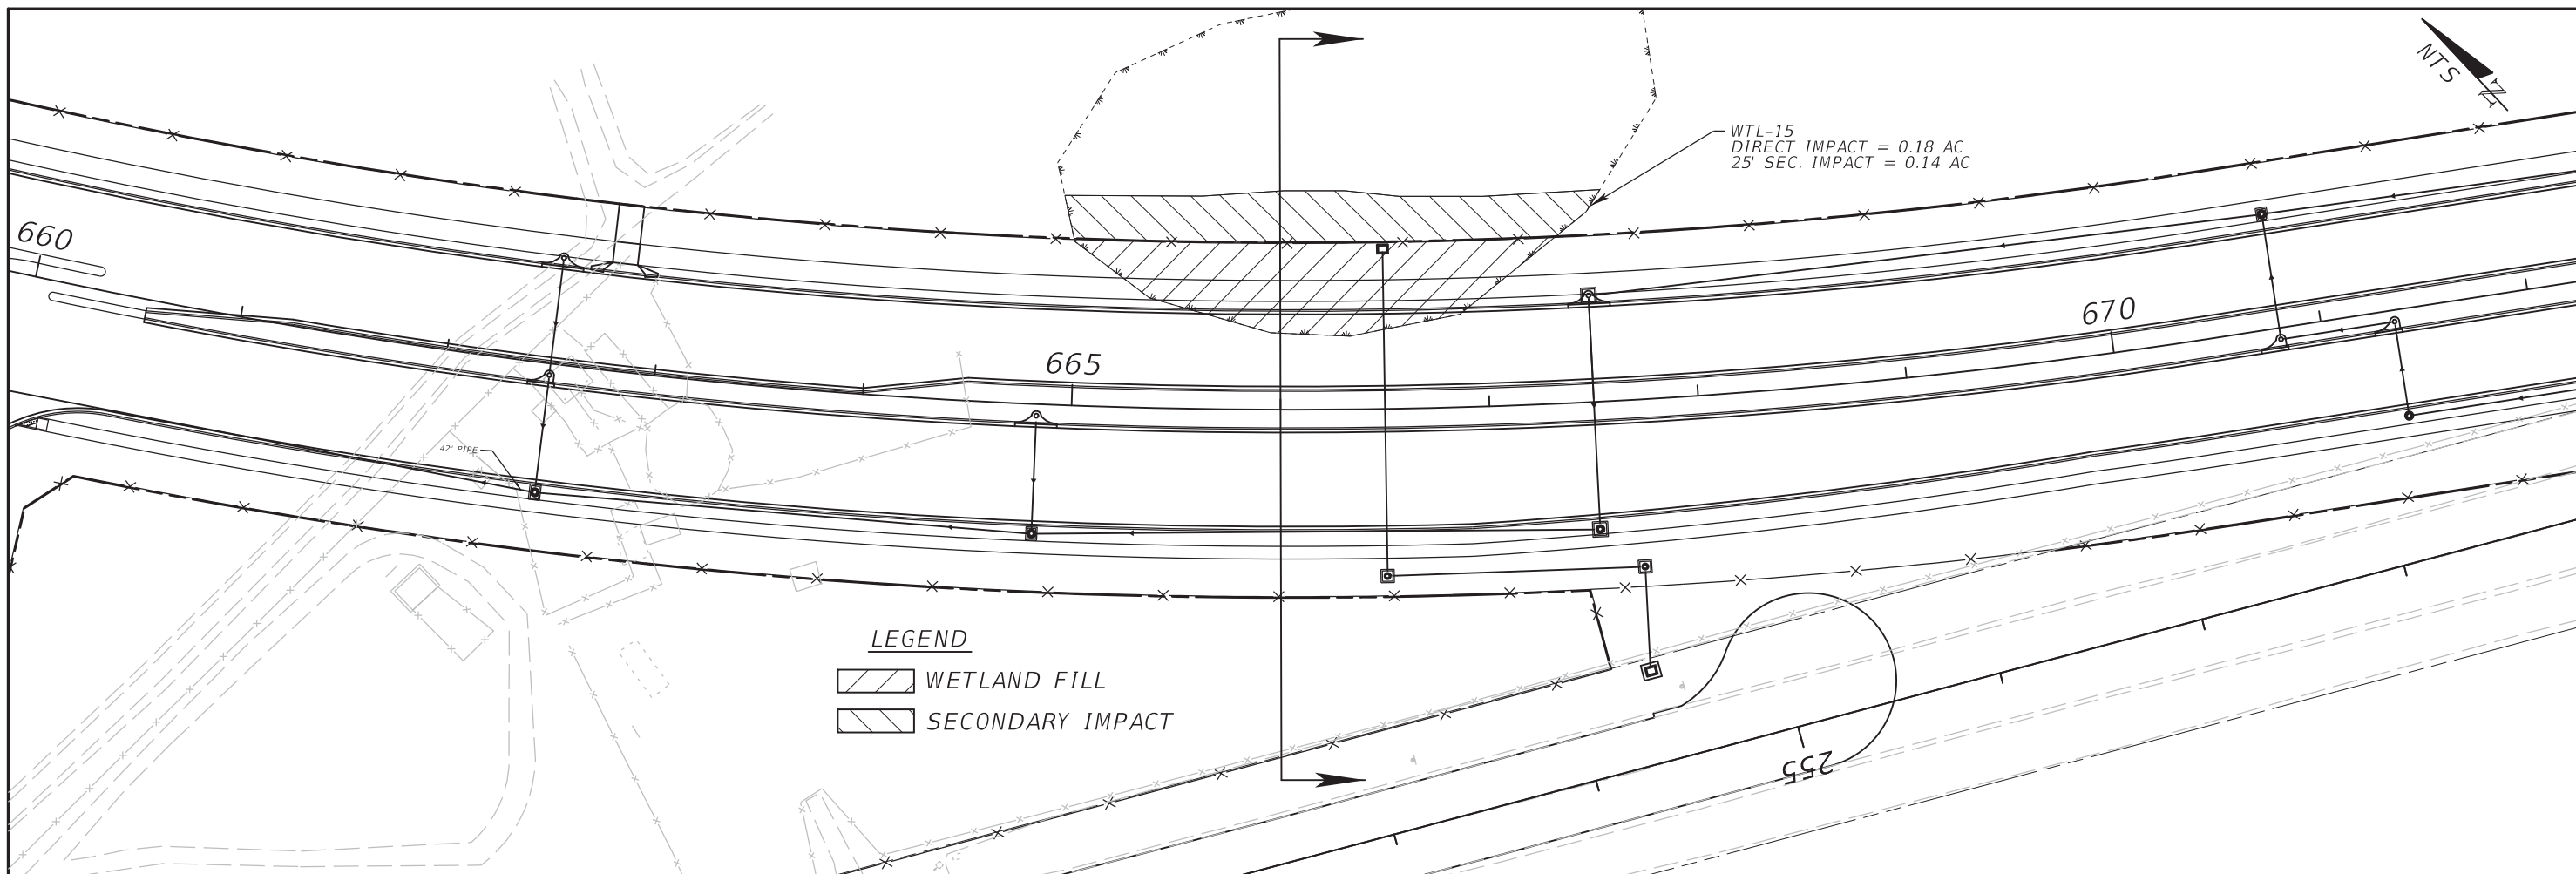 NTS
N
WTL-15
DIRECT IMPACT = 0.18 AC
25' SEC. IMPACT = 0.14 AC
660
665
670
42" PIPE
LEGEND
WETLAND FILL
SECONDARY IMPACT
255